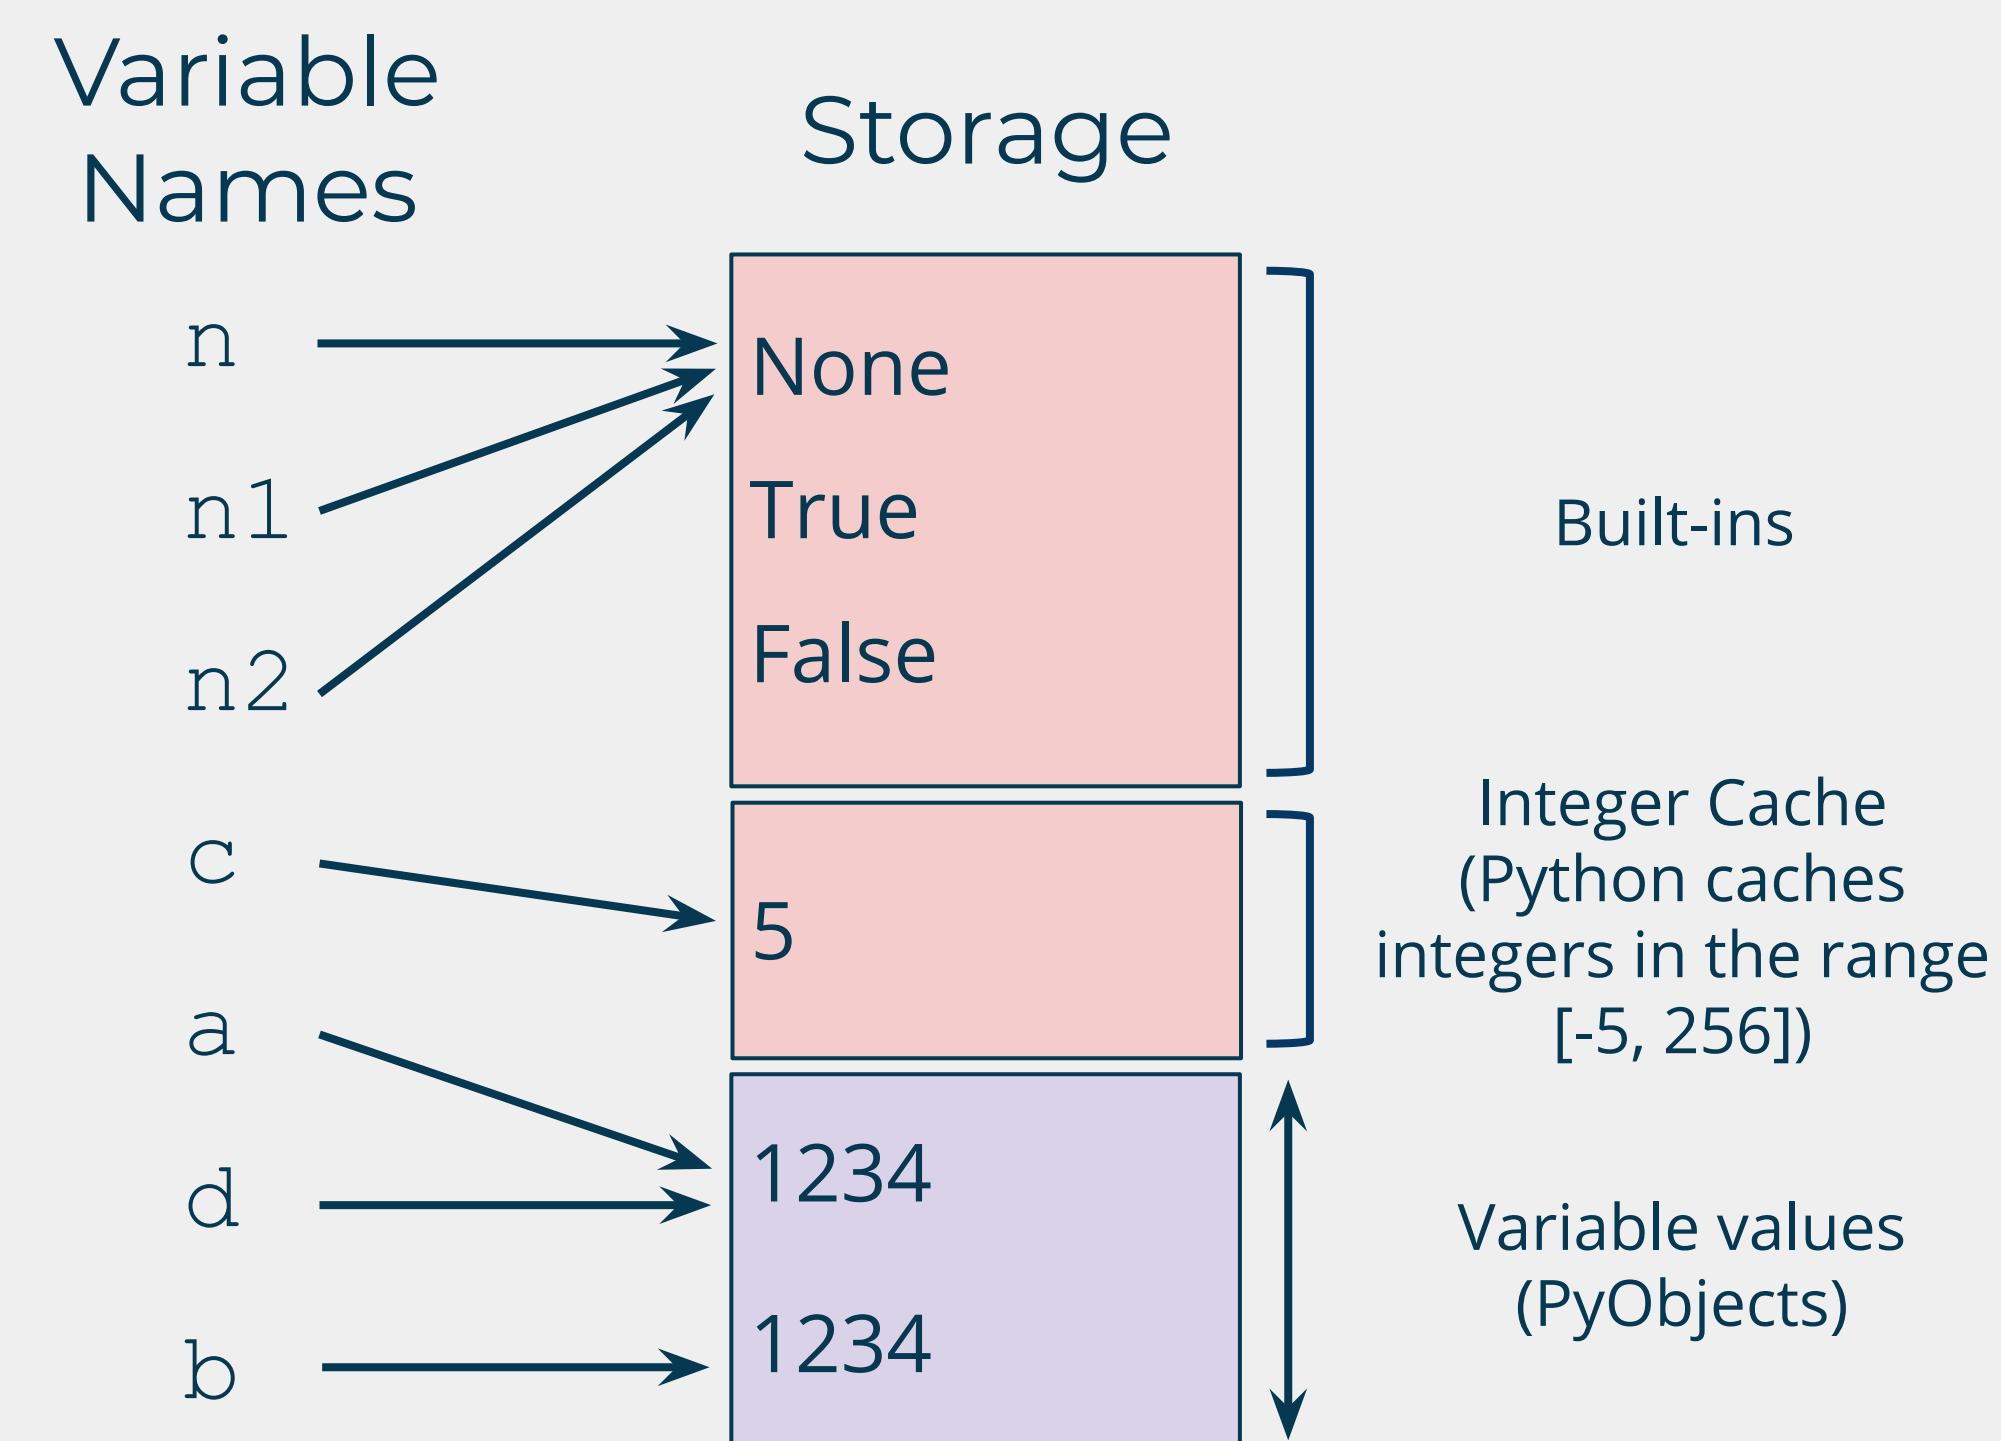 Variable
Names
Storage
n
n1
n2
c
a
d
b
None
True
False
5
1234
1234
Built-ins
Integer Cache
(Python caches
integers in the range
[-5, 256])
Variable values
(PyObjects)